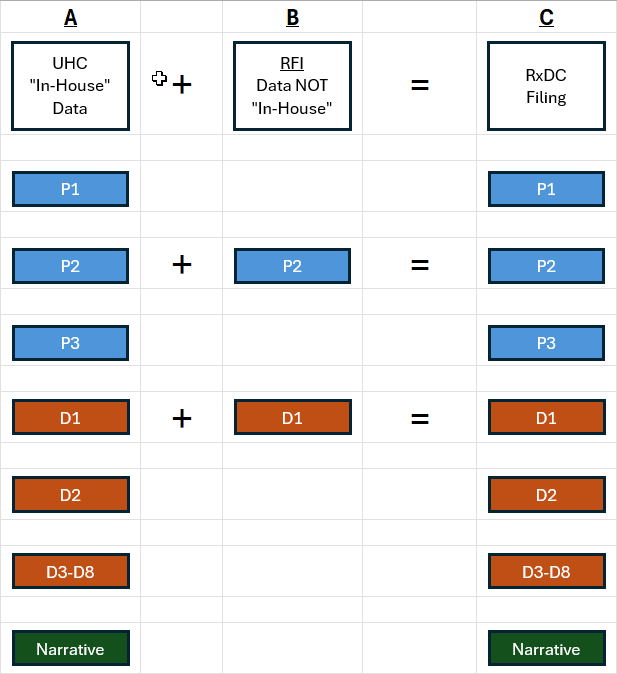 A B C
UHC
"In-House"
Data
+
RFI
Data NOT
"In-House"
=
RxDC
Filing
P1 P1
P2 + P2 = P2
P3 P3
D1 + D1 = D1
D2 D2
D3-D8 D3-D8
Narrative Narrative